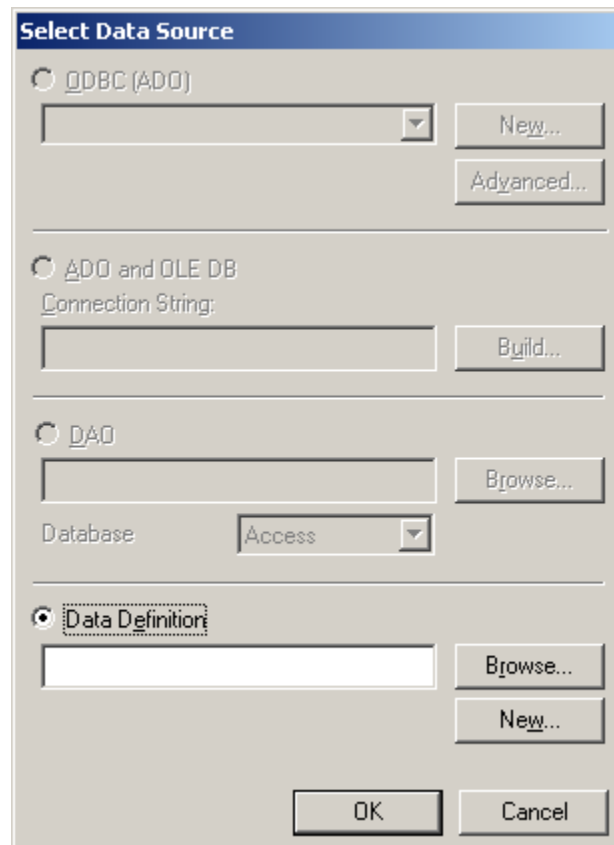 Select Data Source
ODBC (ADO)
New...
Advanced...
ADO and OLE DB
Connection String:
Build...
DAO
Browse...
Database Access
Data Definition
Browse...
New...
OK Cancel